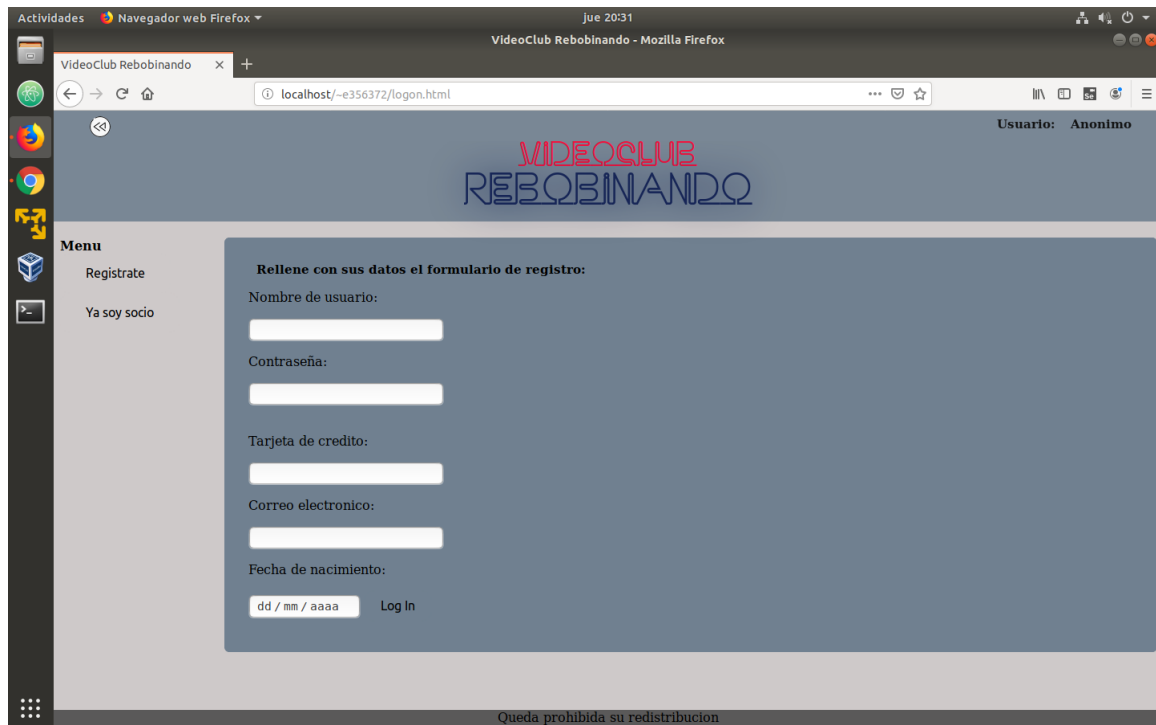 Actividades Navegador web Firefox jue 20:31
VideoClub Rebobinando - Mozilla Firefox
VideoClub Rebobinando × +
localhost/~e356372/logon.html
Se
Usuario: Anonimo
VIDEOCLUB
REBOBINANDO
Menu
Registrate
Ya soy socio
Rellene con sus datos el formulario de registro:
Nombre de usuario:
Contraseña:
Tarjeta de credito:
Correo electronico:
Fecha de nacimiento:
dd / mm / aaaa Log In
Queda prohibida su redistribucion